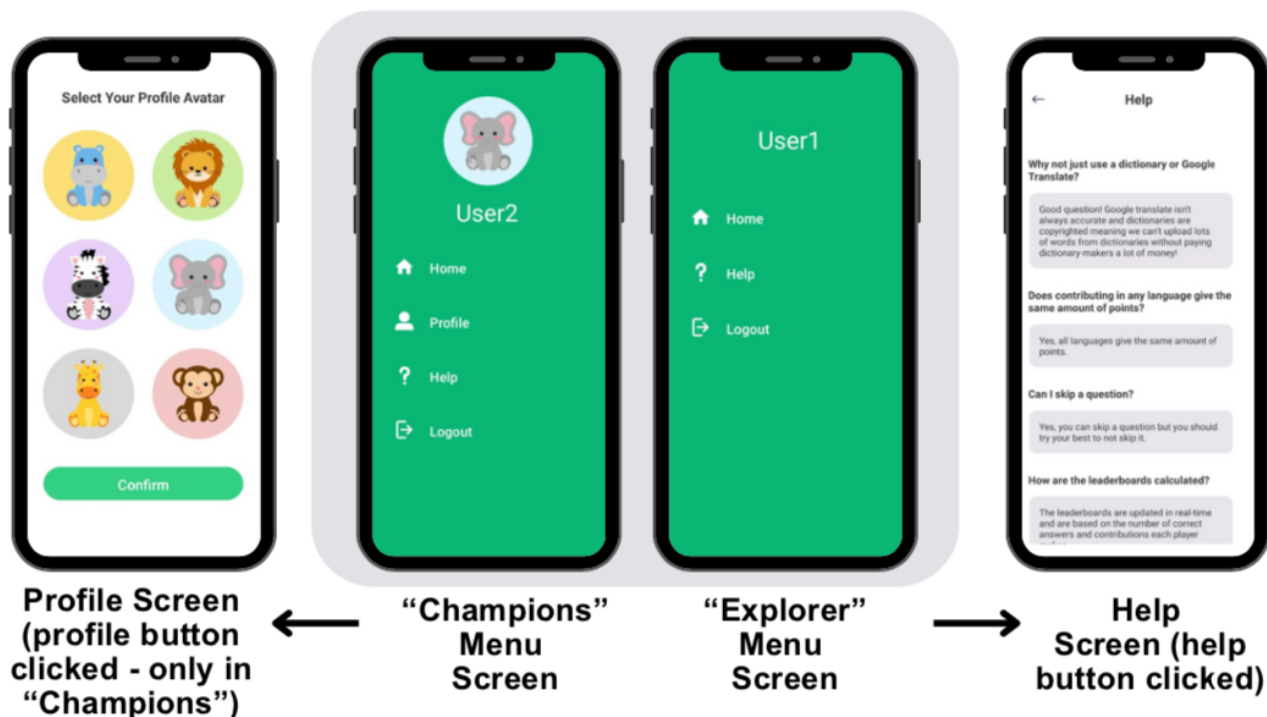 Select Your Profile Avatar
Confirm
User2
Home
Profile
Help
Logout
User1
Home
Help
Logout
Help
Why not just use a dictionary or Google
Translate?
Good question! Google translate isn't
always accurate and dictionaries are
copyrighted meaning we can't upload lots
of words from dictionaries without paying
dictionary-makers a lot of money!
Does contributing in any language give the
same amount of points?
Yes, all languages give the same amount of
points.
Can I skip a question?
Yes, you can skip a question but you should
try your best to not skip it.
How are the leaderboards calculated?
The leaderboards are updated in real-time
and are based on the number of correct
answers and contributions each player
Profile Screen
(profile button
clicked - only in
“Champions”)
“Champions”
Menu
Screen
“Explorer”
Menu
Screen
Help
Screen (help
button clicked)